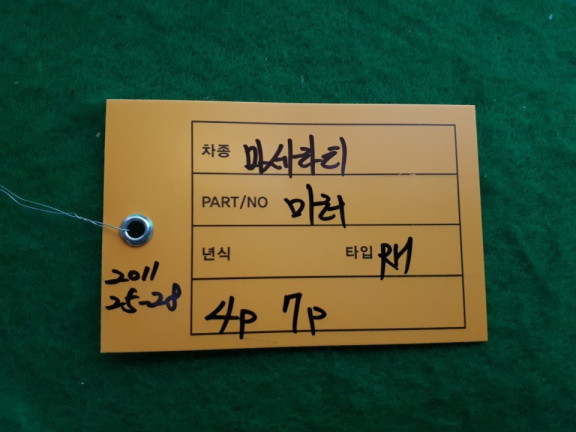 차종 마세라티
PART/NO 미러
년식 타입 RH
4p 7p
2011
25-28